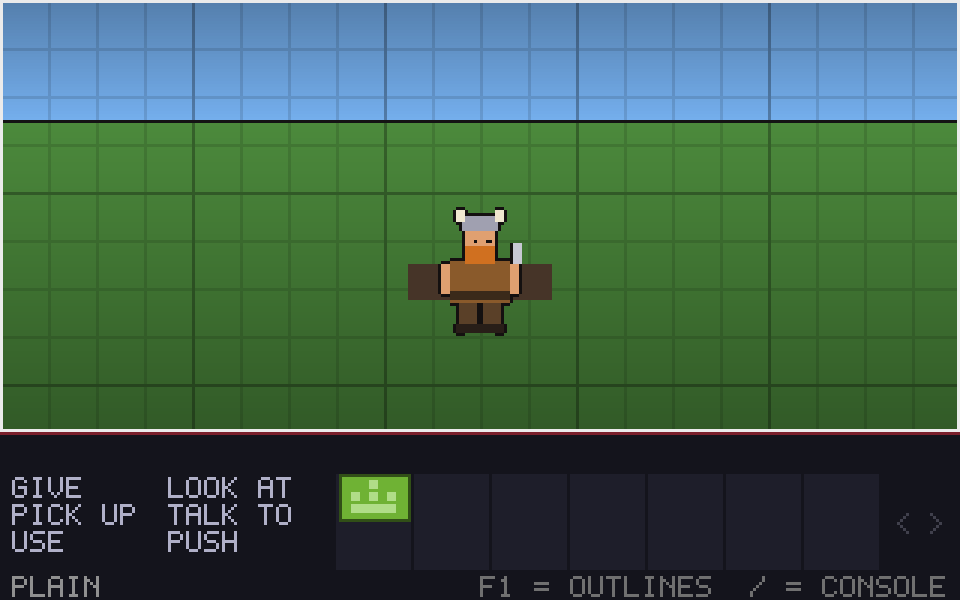 GIVE LOOK AT
PICK UP TALK TO
USE PUSH
< >
PLAIN F1 = OUTLINES / = CONSOLE